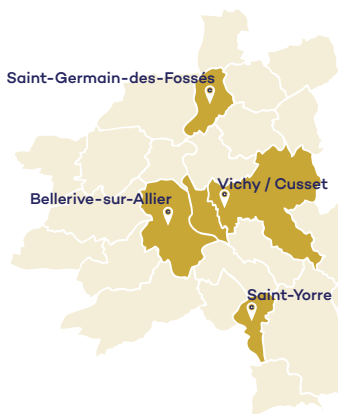 Saint-Germain-des-Fossés
Vichy / Cusset
Bellerive-sur-Allier
Saint-Yorre